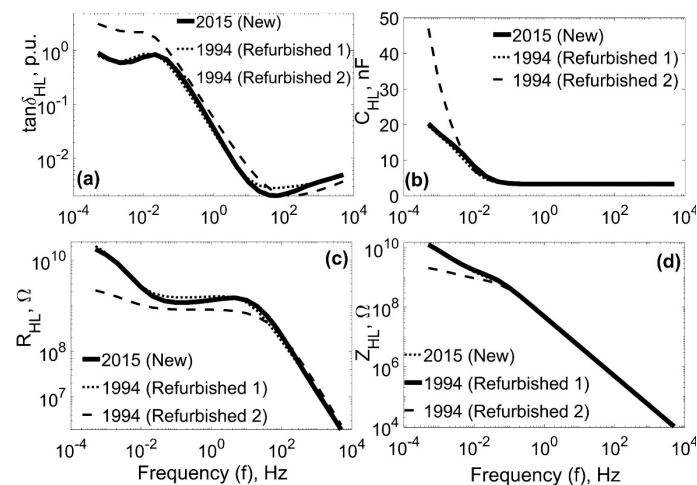 tanδHL, p.u.
10^0
10^-1
10^-2
2015 (New)
1994 (Refurbished 1)
1994 (Refurbished 2)
(a)
10^-4 10^-2 10^0 10^2 10^4
CHL, nF
50
40
30
20
10
0
2015 (New)
1994 (Refurbished 1)
1994 (Refurbished 2)
(b)
10^-4 10^-2 10^0 10^2 10^4
RHL, Ω
10^10
10^8
10^7
(c)
2015 (New)
1994 (Refurbished 1)
1994 (Refurbished 2)
10^-4 10^-2 10^0 10^2 10^4
Frequency (f), Hz
ZHL, Ω
10^10
10^8
10^6
10^4
(d)
2015 (New)
1994 (Refurbished 1)
1994 (Refurbished 2)
10^-4 10^-2 10^0 10^2 10^4
Frequency (f), Hz